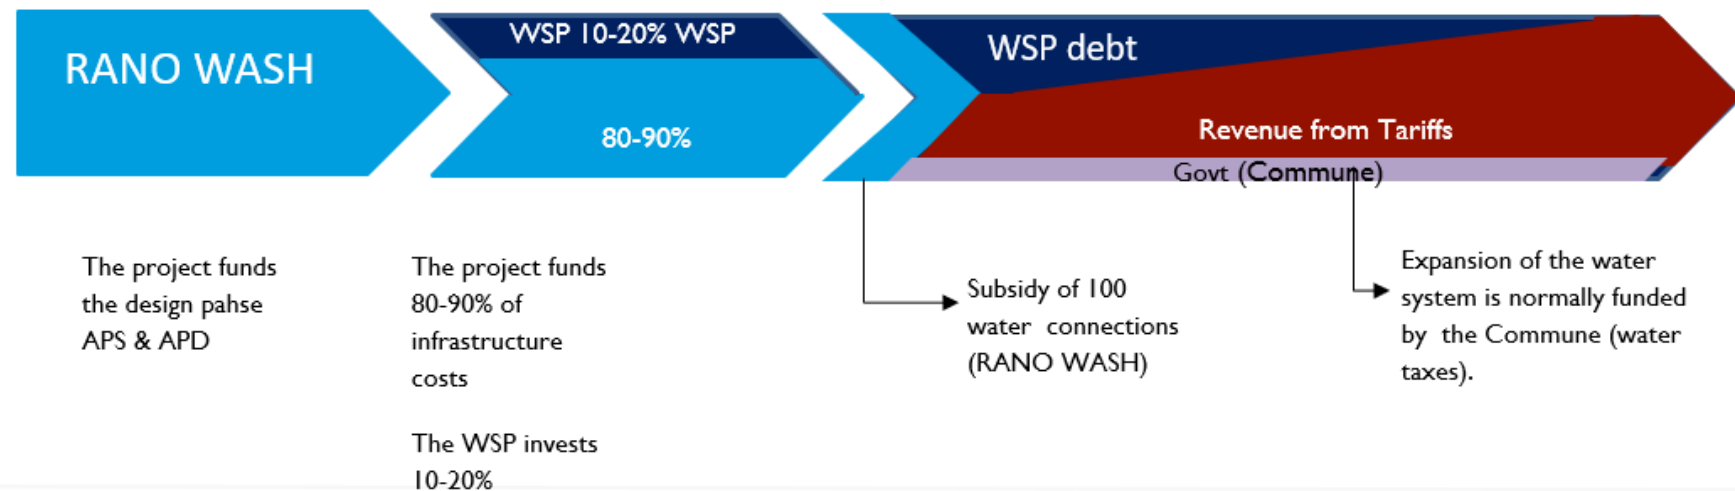 RANO WASH
WSP 10-20% WSP
80-90%
WSP debt
Revenue from Tariffs
Govt (Commune)
The project funds
the design pahse
APS & APD
The project funds
80-90% of
infrastructure
costs
The WSP invests
10-20%
Subsidy of 100
water connections
(RANO WASH)
Expansion of the water
system is normally funded
by the Commune (water
taxes).